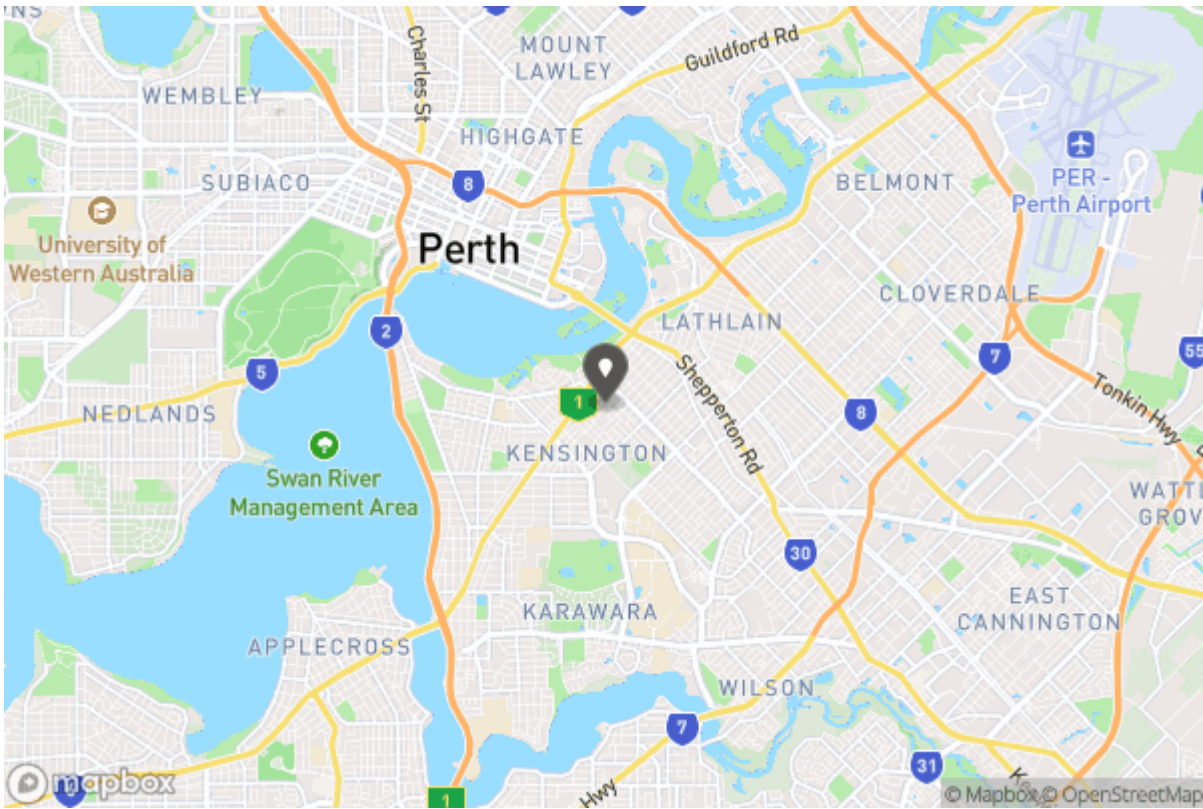 NS
MOUNT
LAWLEY
Guildford Rd
Charles St
WEMBLEY
HIGHGATE
SUBIACO
8
BELMONT
PER -
Perth Airport
University of
Western Australia
Perth
CLOVERDALE
2
LATHLAIN
5
7
55
NEDLANDS
1
Shepperton Rd
8
Tonkin Hwy
KENSINGTON
Swan River
Management Area
30
KARAWARA
EAST
CANNINGTON
APPLECROSS
WILSON
7
31
Hwy
1
mapbox
© Mapbox © OpenStreetMap